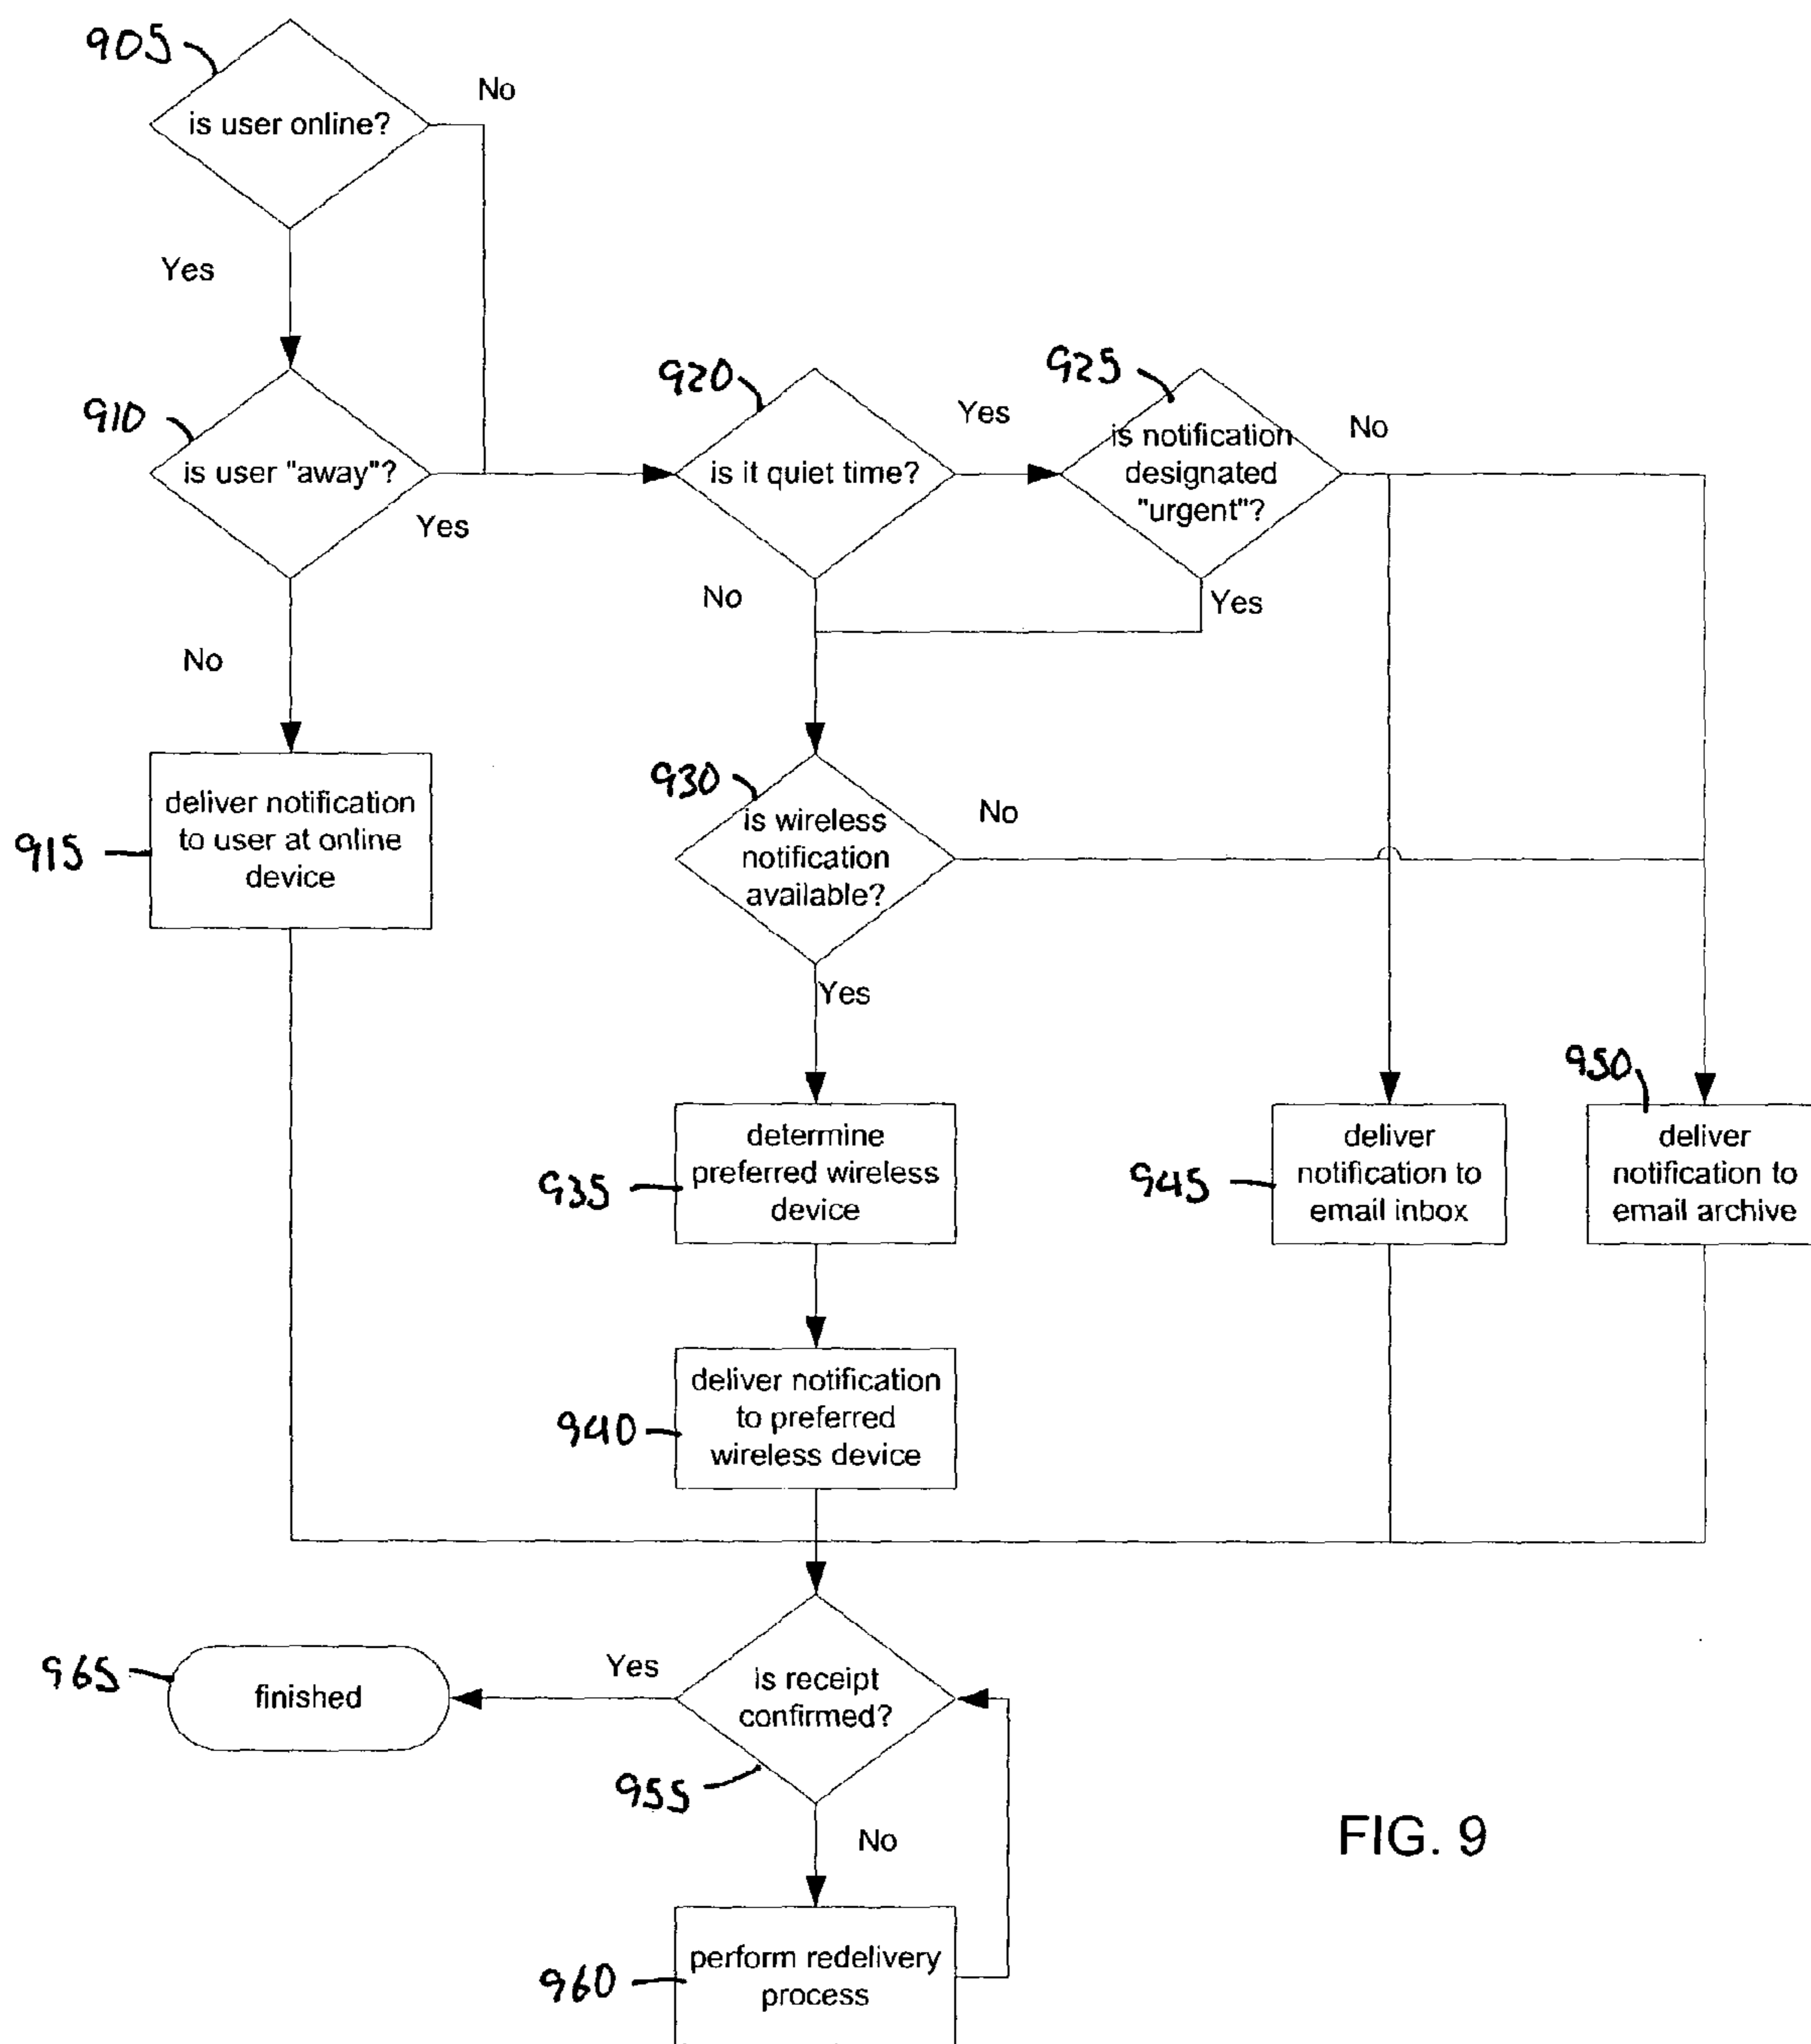 905
is user online?
No
Yes
910
is user "away"?
Yes
No
920
is it quiet time?
Yes
No
925
is notification
designated
"urgent"?
No
Yes
915
deliver notification
to user at online
device
930
is wireless
notification
available?
No
Yes
935
determine
preferred wireless
device
945
deliver
notification to
email inbox
950
deliver
notification to
email archive
940
deliver notification
to preferred
wireless device
965
finished
Yes
is receipt
confirmed?
955
No
960
perform redelivery
process
FIG. 9